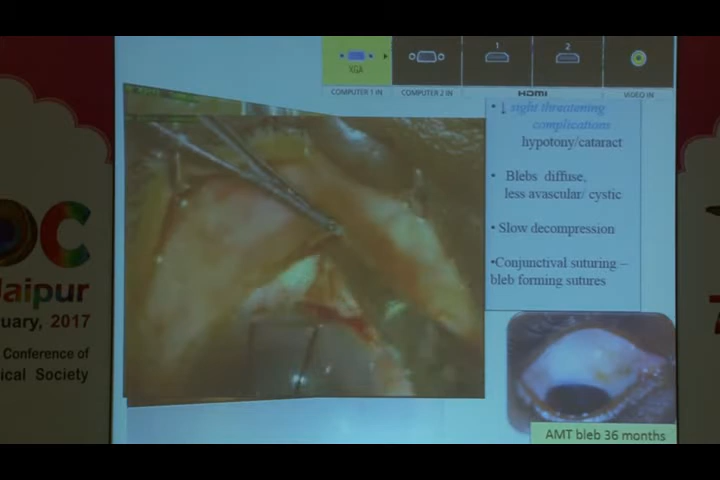 XGA
1
2
COMPUTER 1 IN
COMPUTER 2 IN
HDMI
VIDEO IN
• ↓ sight threatening
complications
hypotony/cataract
• Blebs diffuse,
less avascular/ cystic
• Slow decompression
•Conjunctival suturing –
bleb forming sutures
AMT bleb 36 months
OC
Jaipur
uary, 2017
Conference of
ical Society